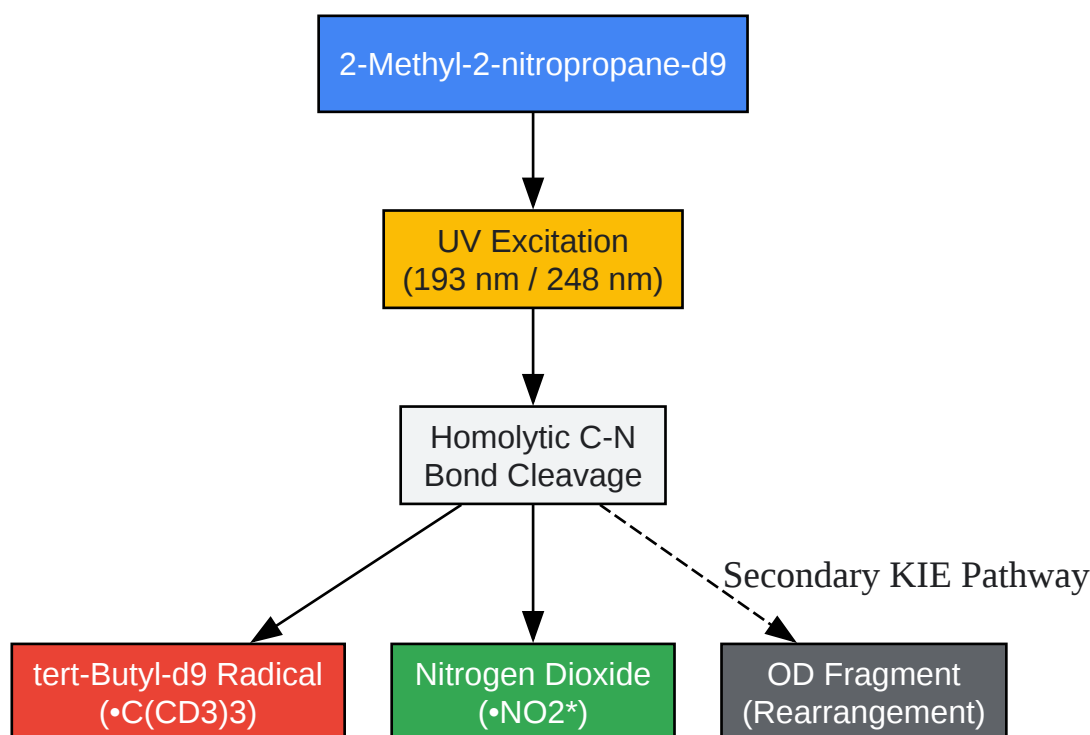 2-Methyl-2-nitropropane-d9
UV Excitation
(193 nm / 248 nm)
Homolytic C-N
Bond Cleavage
Secondary KIE Pathway
tert-Butyl-d9 Radical
(•C(CD3)3)
Nitrogen Dioxide
(•NO2*)
OD Fragment
(Rearrangement)